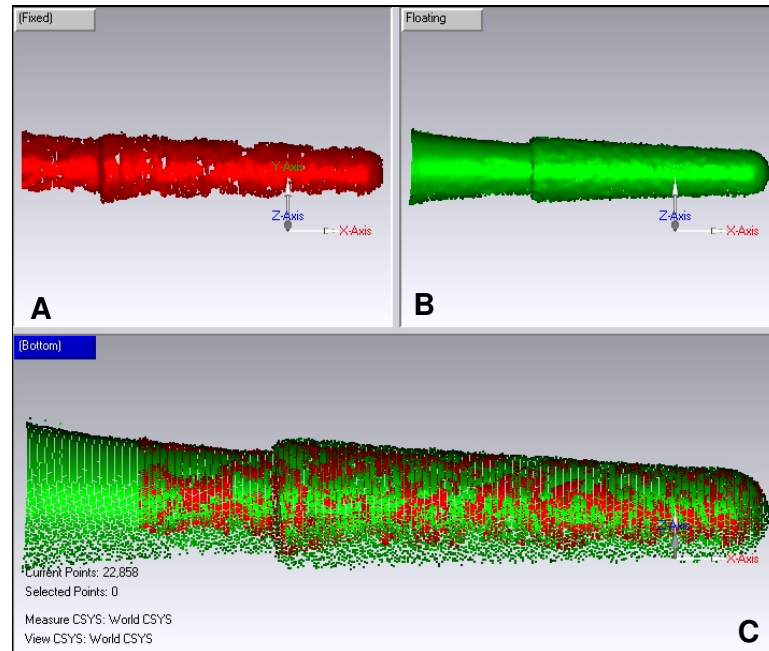 (Fixed)
Y-Axis
Z-Axis
X-Axis
A
Floating
Z-Axis
X-Axis
B
(Bottom)
Z-Axis
X-Axis
Current Points: 22,858
Selected Points: 0
Measure CSYS: World CSYS
View CSYS: World CSYS
C